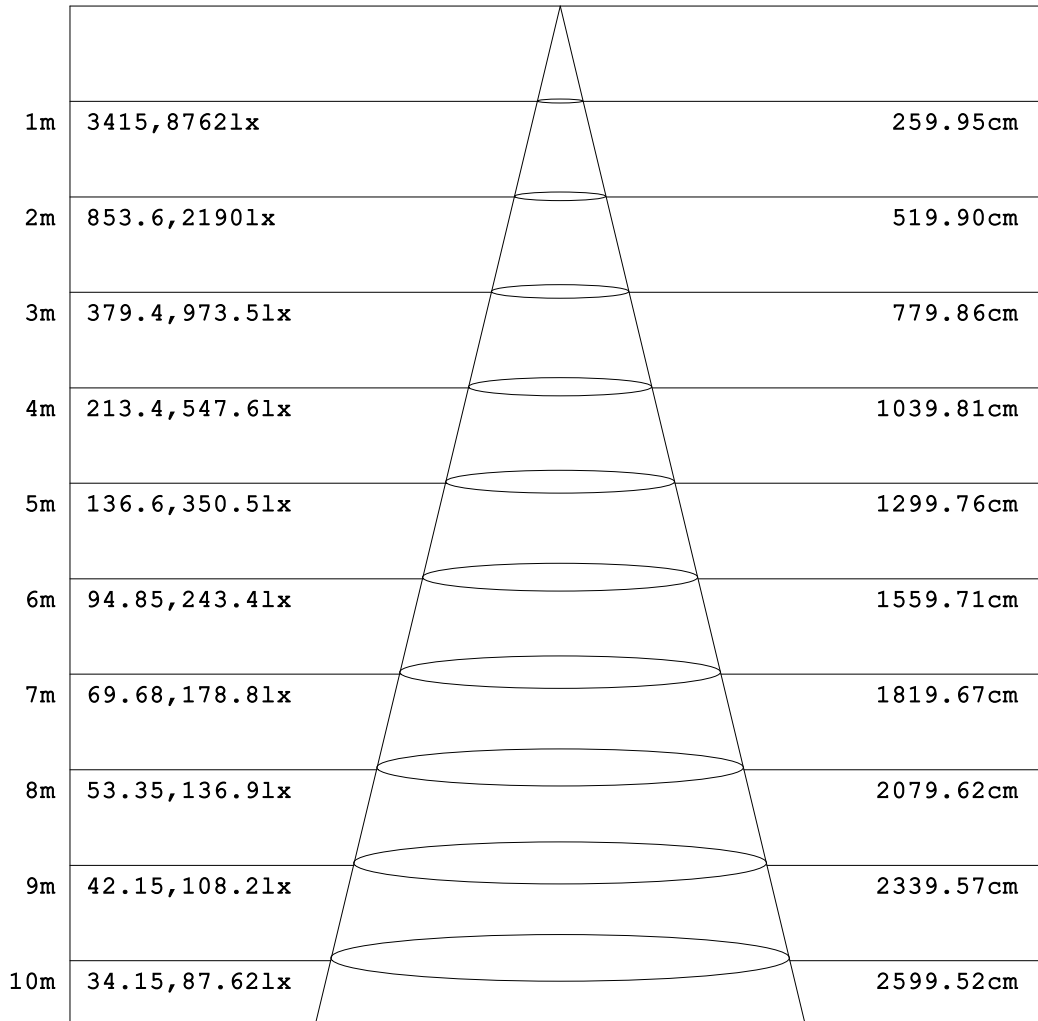 1m 3415,8762lx 259.95cm
2m 853.6,2190lx 519.90cm
3m 379.4,973.5lx 779.86cm
4m 213.4,547.6lx 1039.81cm
5m 136.6,350.5lx 1299.76cm
6m 94.85,243.4lx 1559.71cm
7m 69.68,178.8lx 1819.67cm
8m 53.35,136.9lx 2079.62cm
9m 42.15,108.2lx 2339.57cm
10m 34.15,87.62lx 2599.52cm